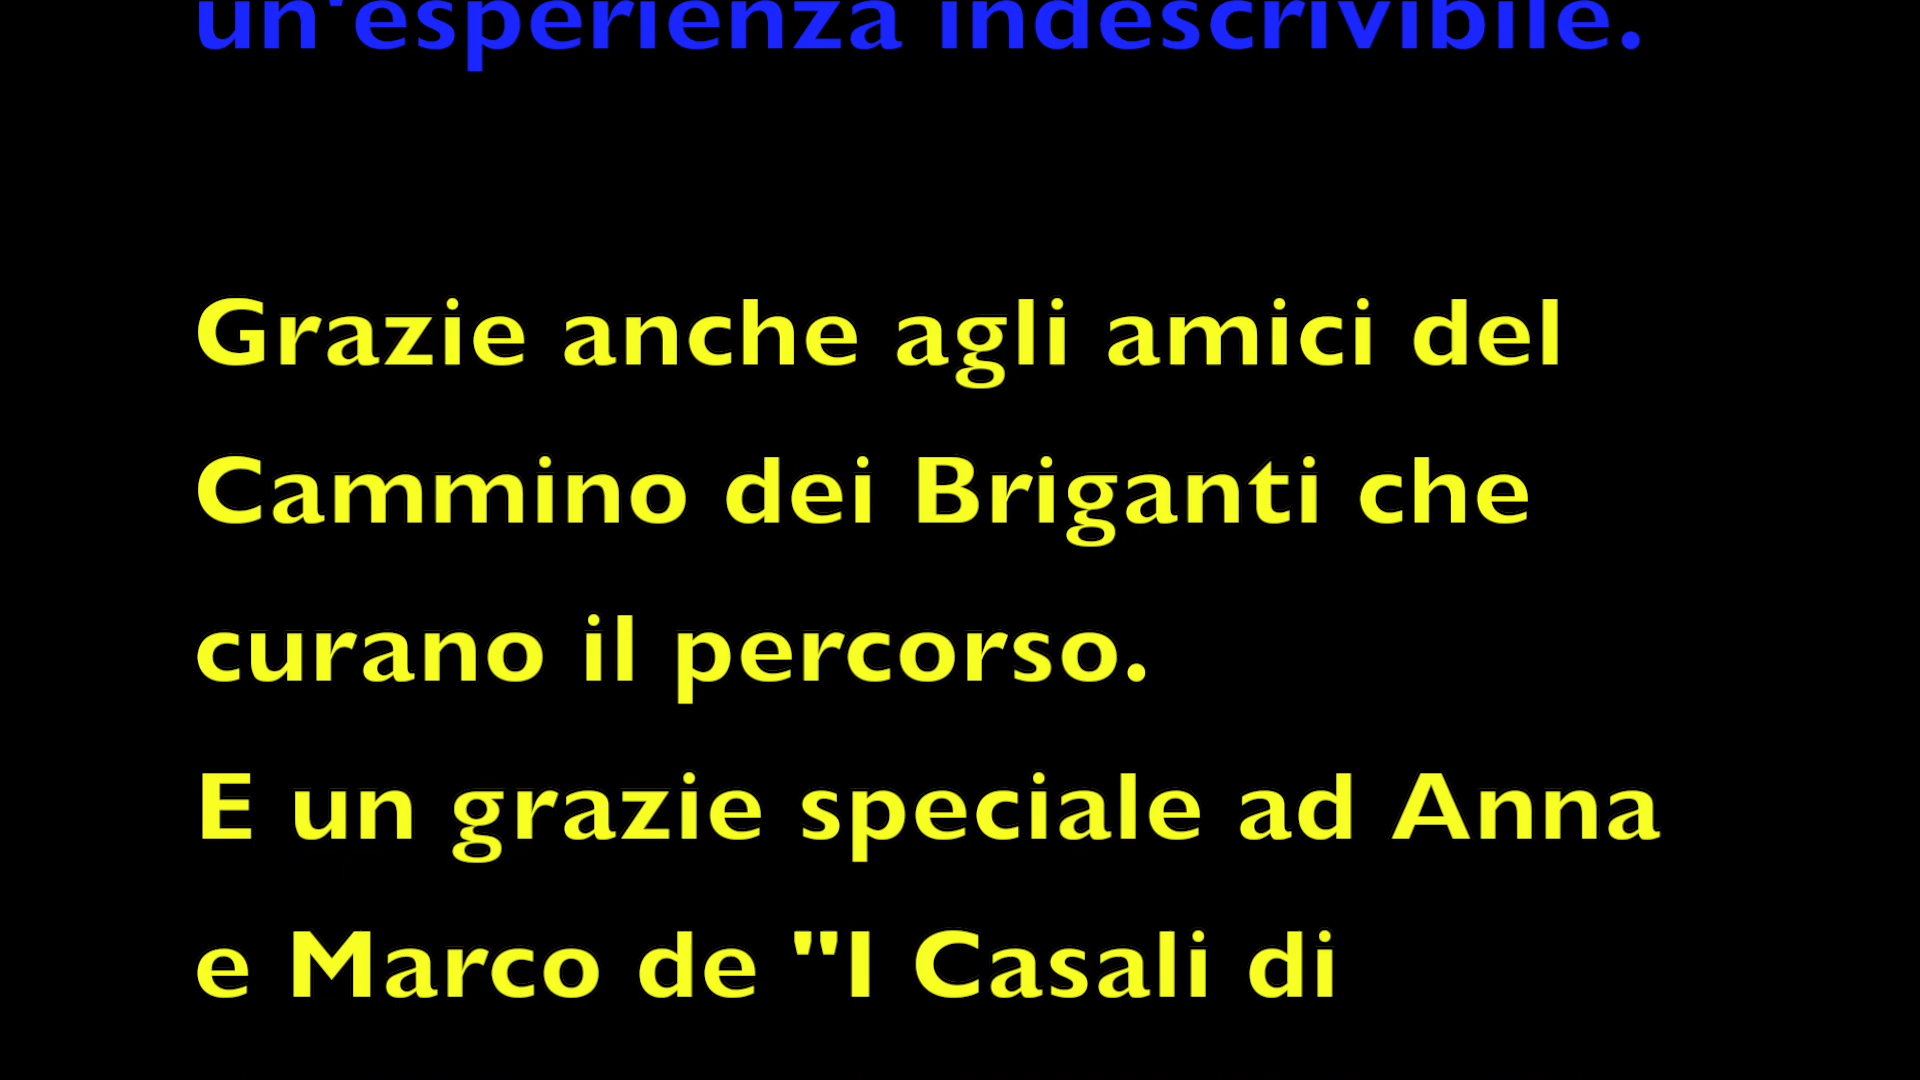 un'esperienza indescrivibile.
Grazie anche agli amici del
Cammino dei Briganti che
curano il percorso.
E un grazie speciale ad Anna
e Marco de "I Casali di